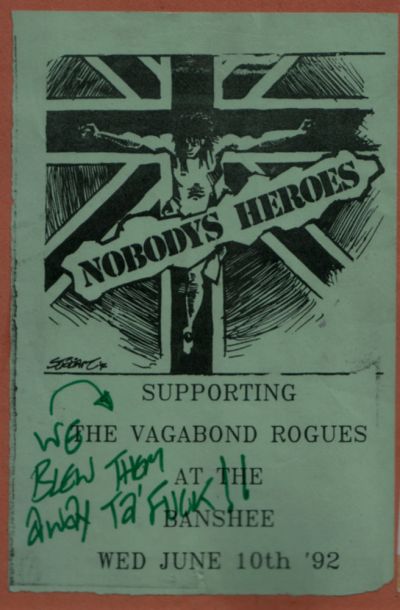 NOBODYS HEROES
SUPPORTING
THE VAGABOND ROGUES
AT THE
BANSHEE
WED JUNE 10th '92
WE
BLEW THEM
AWAY TA' FUCK!!